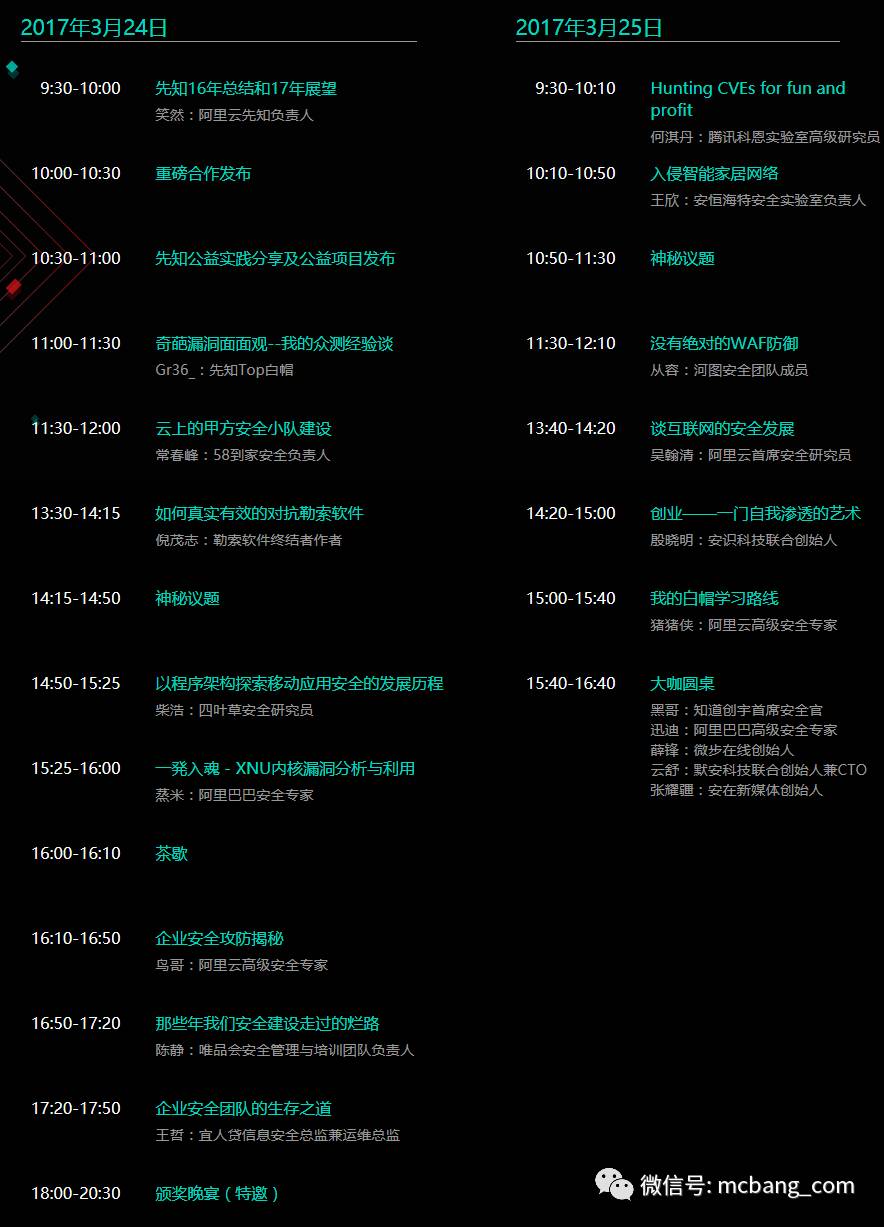 2017年3月24日
9:30-10:00 先知16年总结和17年展望
笑然：阿里云先知负责人
10:00-10:30 重磅合作发布
10:30-11:00 先知公益实践分享及公益项目发布
11:00-11:30 奇葩漏洞面面观--我的众测经验谈
Gr36_：先知Top白帽
11:30-12:00 云上的甲方安全小队建设
常春峰：58到家安全负责人
13:30-14:15 如何真实有效的对抗勒索软件
倪茂志：勒索软件终结者作者
14:15-14:50 神秘议题
14:50-15:25 以程序架构探索移动应用安全的发展历程
柴浩：四叶草安全研究员
15:25-16:00 一発入魂 - XNU内核漏洞分析与利用
蒸米：阿里巴巴安全专家
16:00-16:10 茶歇
16:10-16:50 企业安全攻防揭秘
鸟哥：阿里云高级安全专家
16:50-17:20 那些年我们安全建设走过的烂路
陈静：唯品会安全管理与培训团队负责人
17:20-17:50 企业安全团队的生存之道
王哲：宜人贷信息安全总监兼运维总监
18:00-20:30 颁奖晚宴（特邀）
2017年3月25日
9:30-10:10 Hunting CVEs for fun and
profit
何淇丹：腾讯科恩实验室高级研究员
10:10-10:50 入侵智能家居网络
王欣：安恒海特安全实验室负责人
10:50-11:30 神秘议题
11:30-12:10 没有绝对的WAF防御
从容：河图安全团队成员
13:40-14:20 谈互联网的安全发展
吴翰清：阿里云首席安全研究员
14:20-15:00 创业———门自我渗透的艺术
殷晓明：安识科技联合创始人
15:00-15:40 我的白帽学习路线
猪猪侠：阿里云高级安全专家
15:40-16:40 大咖圆桌
黑哥：知道创宇首席安全官
迅迪：阿里巴巴高级安全专家
薛锋：微步在线创始人
云舒：默安科技联合创始人兼CTO
张耀疆：安在新媒体创始人
微信号: mcbang_com